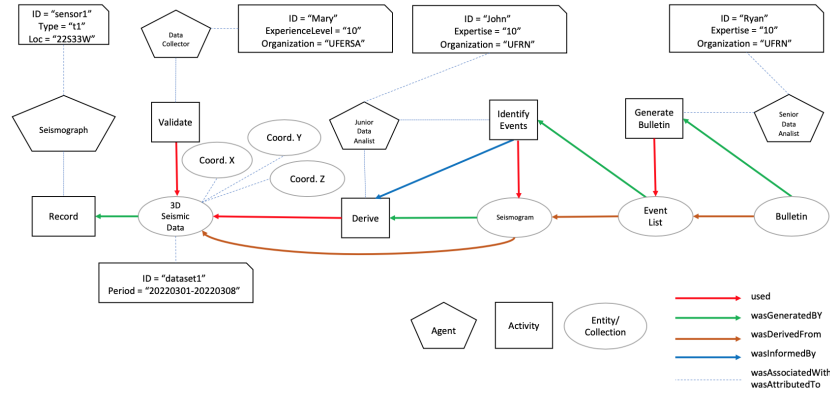 ID = “sensor1”
Type = “t1”
Loc = “22S33W”
Data
Collector
ID = “Mary”
ExperienceLevel = “10”
Organization = “UFERSA”
ID = “John”
Expertise = “10”
Organization = “UFRN”
ID = “Ryan”
Expertise = “10”
Organization = “UFRN”
Seismograph
Validate
Coord. X
Coord. Y
Coord. Z
Junior
Data
Analist
Identify
Events
Generate
Bulletin
Senior
Data
Analist
Record
3D
Seismic
Data
Derive
Seismogram
Event
List
Bulletin
ID = “dataset1”
Period = “20220301-20220308”
Agent
Activity
Entity/
Collection
used
wasGeneratedBY
wasDerivedFrom
wasInformedBy
wasAssociatedWith
wasAttributedTo